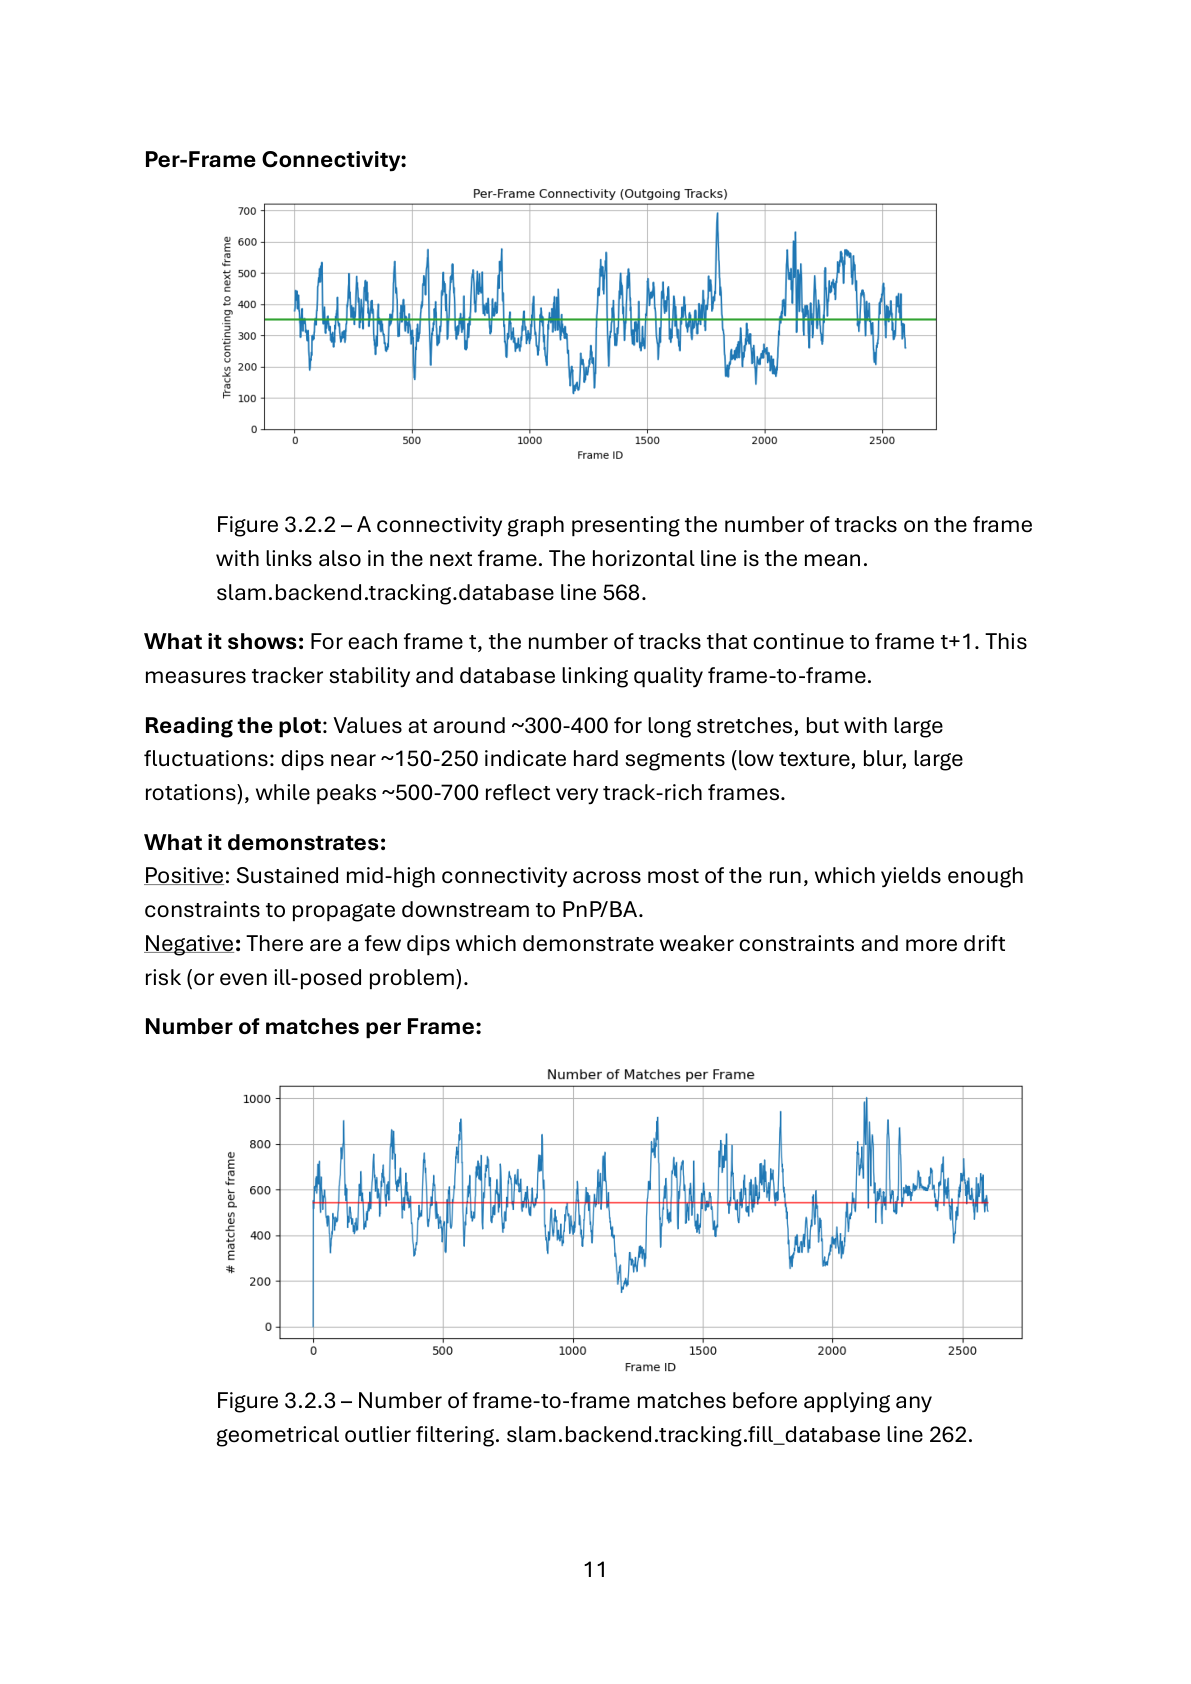 Per-Frame Connectivity:
Per-Frame Connectivity (Outgoing Tracks)
Tracks continuing to next frame
700
600
500
400
300
200
100
0
0 500 1000 1500 2000 2500
Frame ID
Figure 3.2.2 – A connectivity graph presenting the number of tracks on the frame
with links also in the next frame. The horizontal line is the mean.
slam.backend.tracking.database line 568.
What it shows: For each frame t, the number of tracks that continue to frame t+1. This
measures tracker stability and database linking quality frame-to-frame.
Reading the plot: Values at around ~300-400 for long stretches, but with large
fluctuations: dips near ~150-250 indicate hard segments (low texture, blur, large
rotations), while peaks ~500-700 reflect very track-rich frames.
What it demonstrates:
Positive: Sustained mid-high connectivity across most of the run, which yields enough
constraints to propagate downstream to PnP/BA.
Negative: There are a few dips which demonstrate weaker constraints and more drift
risk (or even ill-posed problem).
Number of matches per Frame:
Number of Matches per Frame
# matches per frame
1000
800
600
400
200
0
0 500 1000 1500 2000 2500
Frame ID
Figure 3.2.3 – Number of frame-to-frame matches before applying any
geometrical outlier filtering. slam.backend.tracking.fill_database line 262.
11